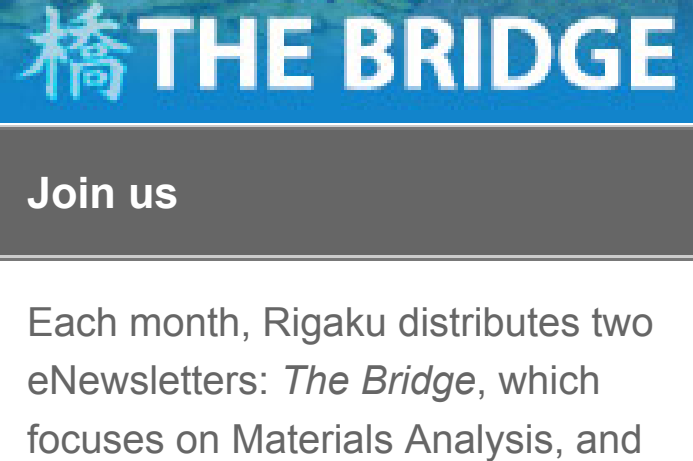 橋THE BRIDGE
Join us
Each month, Rigaku distributes two
eNewsletters: The Bridge, which
focuses on Materials Analysis, and